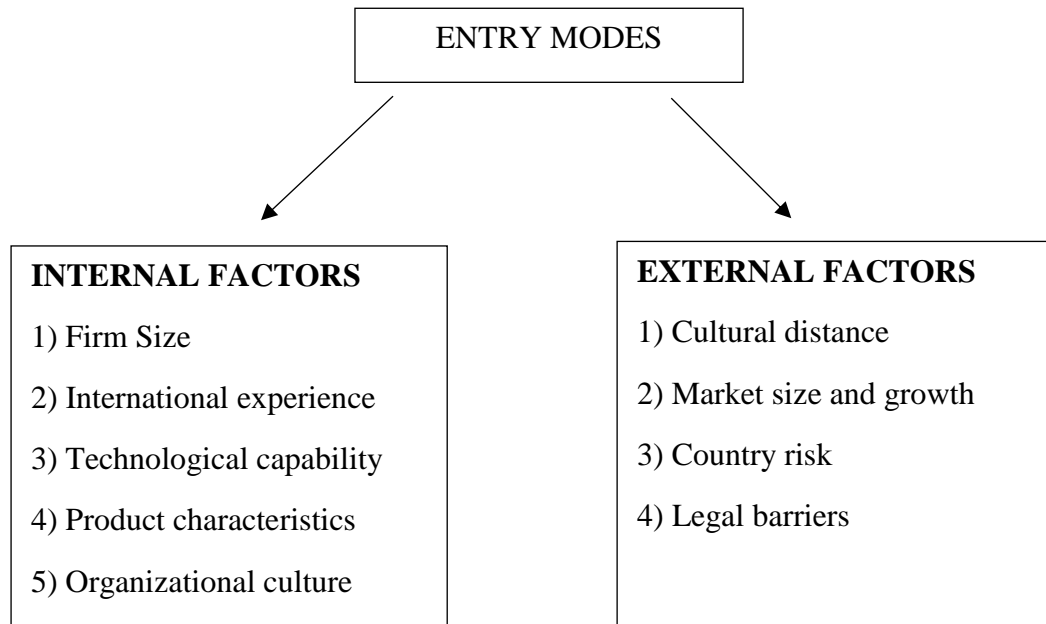 ENTRY MODES
INTERNAL FACTORS
1) Firm Size
2) International experience
3) Technological capability
4) Product characteristics
5) Organizational culture
EXTERNAL FACTORS
1) Cultural distance
2) Market size and growth
3) Country risk
4) Legal barriers